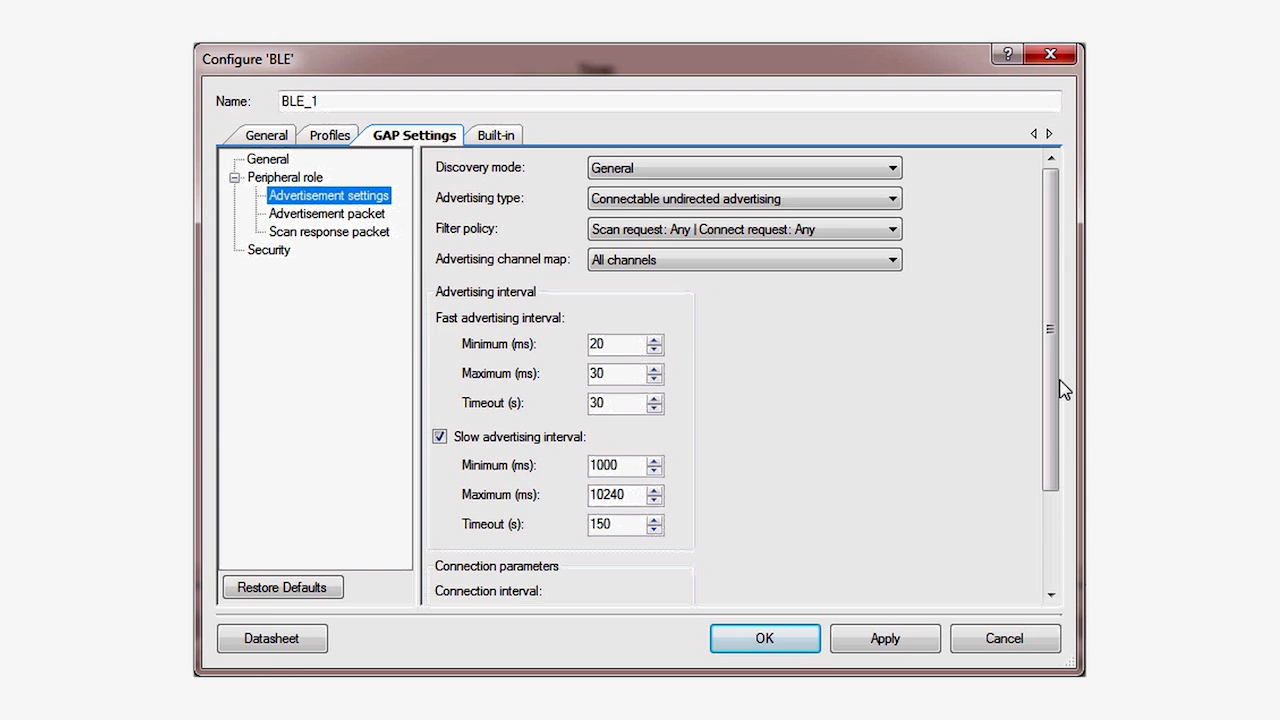 Configure 'BLE'
Name: BLE_1
General Profiles GAP Settings Built-in
General
Peripheral role
Advertisement settings
Advertisement packet
Scan response packet
Security
Restore Defaults
Discovery mode: General
Advertising type: Connectable undirected advertising
Filter policy: Scan request: Any | Connect request: Any
Advertising channel map: All channels
Advertising interval
Fast advertising interval:
Minimum (ms): 20
Maximum (ms): 30
Timeout (s): 30
Slow advertising interval:
Minimum (ms): 1000
Maximum (ms): 10240
Timeout (s): 150
Connection parameters
Connection interval:
Datasheet OK Apply Cancel